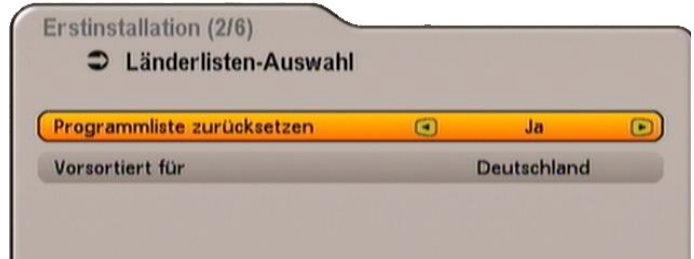 Erstinstallation (2/6)
Länderlisten-Auswahl
Programmliste zurücksetzen Ja
Vorsortiert für Deutschland